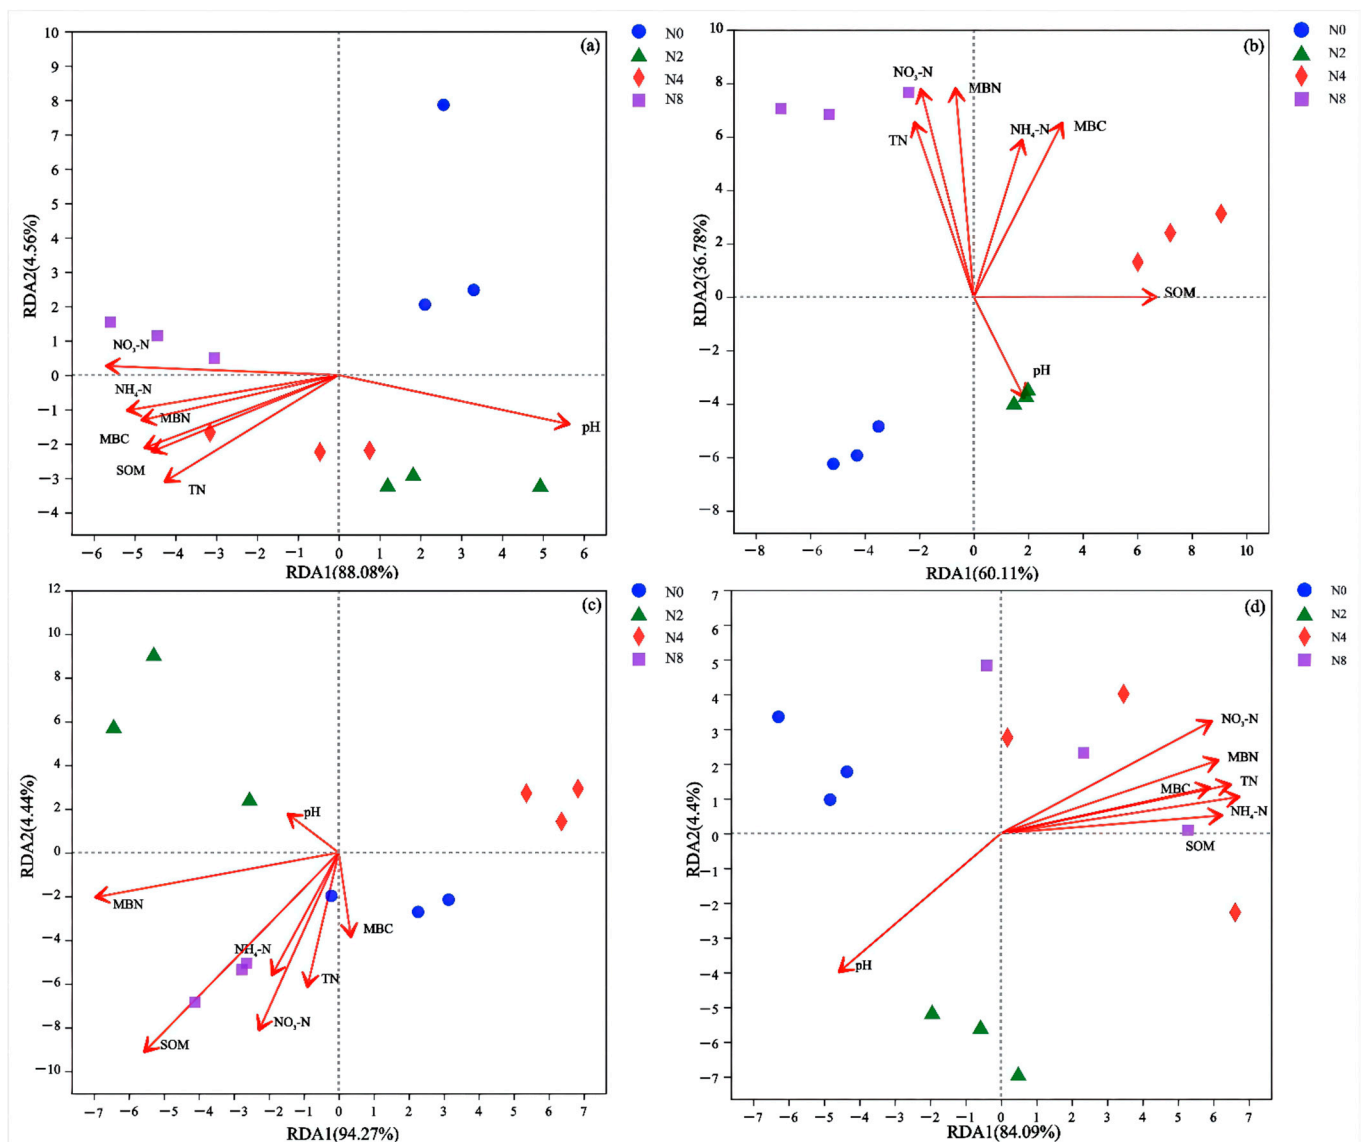 (a)
N0
N2
N4
N8
10
9
8
7
6
5
4
3
2
1
0
−1
−2
−3
−4
RDA2(4.56%)
NO3-N
NH4-N
MBN
MBC
SOM
TN
pH
−6 −5 −4 −3 −2 −1 0 1 2 3 4 5 6
RDA1(88.08%)
(b)
N0
N2
N4
N8
10
8
6
4
2
0
−2
−4
−6
−8
RDA2(36.78%)
NO3-N
MBN
TN
NH4-N
MBC
SOM
pH
−8 −6 −4 −2 0 2 4 6 8 10
RDA1(60.11%)
(c)
N0
N2
N4
N8
12
10
8
6
4
2
0
−2
−4
−6
−8
−10
RDA2(4.44%)
pH
MBN
MBC
NH4-N
TN
NO3-N
SOM
−7 −6 −5 −4 −3 −2 −1 0 1 2 3 4 5 6 7
RDA1(94.27%)
(d)
N0
N2
N4
N8
7
6
5
4
3
2
1
0
−1
−2
−3
−4
−5
−6
−7
RDA2(4.4%)
NO3-N
MBN
TN
MBC
NH4-N
SOM
pH
−7 −6 −5 −4 −3 −2 −1 0 1 2 3 4 5 6 7
RDA1(84.09%)